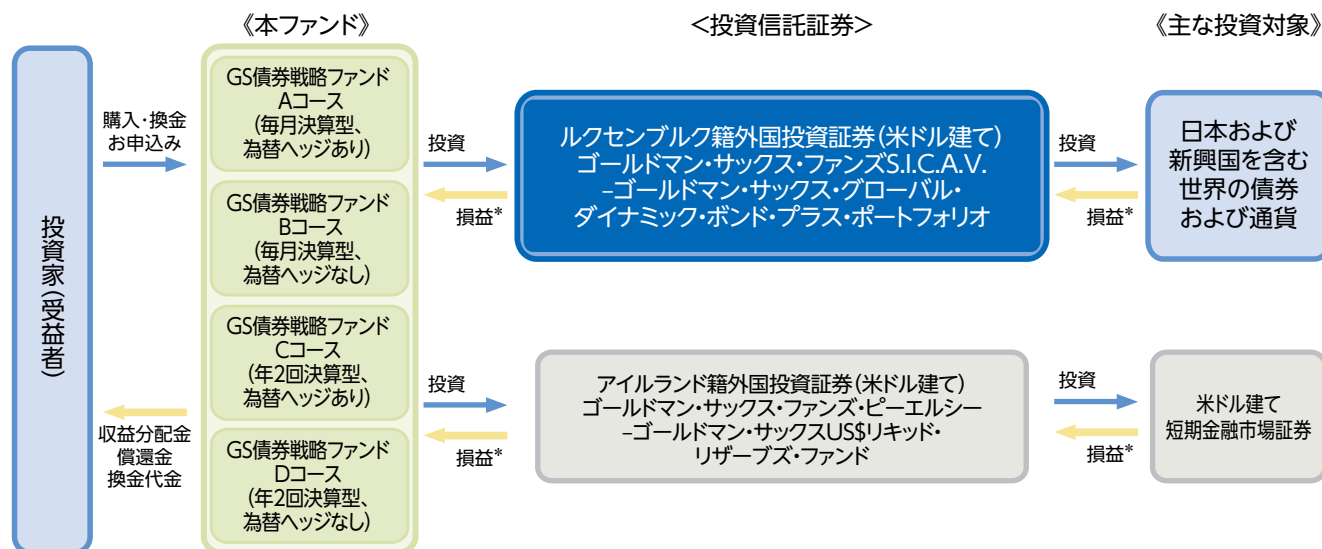 《本ファンド》
<投資信託証券>
《主な投資対象》
投資家(受益者)
購入・換金
お申込み
収益分配金
償還金
換金代金
GS債券戦略ファンド
Aコース
(毎月決算型、
為替ヘッジあり)
GS債券戦略ファンド
Bコース
(毎月決算型、
為替ヘッジなし)
GS債券戦略ファンド
Cコース
(年2回決算型、
為替ヘッジあり)
GS債券戦略ファンド
Dコース
(年2回決算型、
為替ヘッジなし)
投資
損益*
ルクセンブルク籍外国投資証券(米ドル建て)
ゴールドマン・サックス・ファンズS.I.C.A.V.
–ゴールドマン・サックス・グローバル・
ダイナミック・ボンド・プラス・ポートフォリオ
投資
損益*
日本および
新興国を含む
世界の債券
および通貨
投資
損益*
アイルランド籍外国投資証券(米ドル建て)
ゴールドマン・サックス・ファンズ・ピーエルシー
–ゴールドマン・サックスUS$リキッド・
リザーブズ・ファンド
投資
損益*
米ドル建て
短期金融市場証券